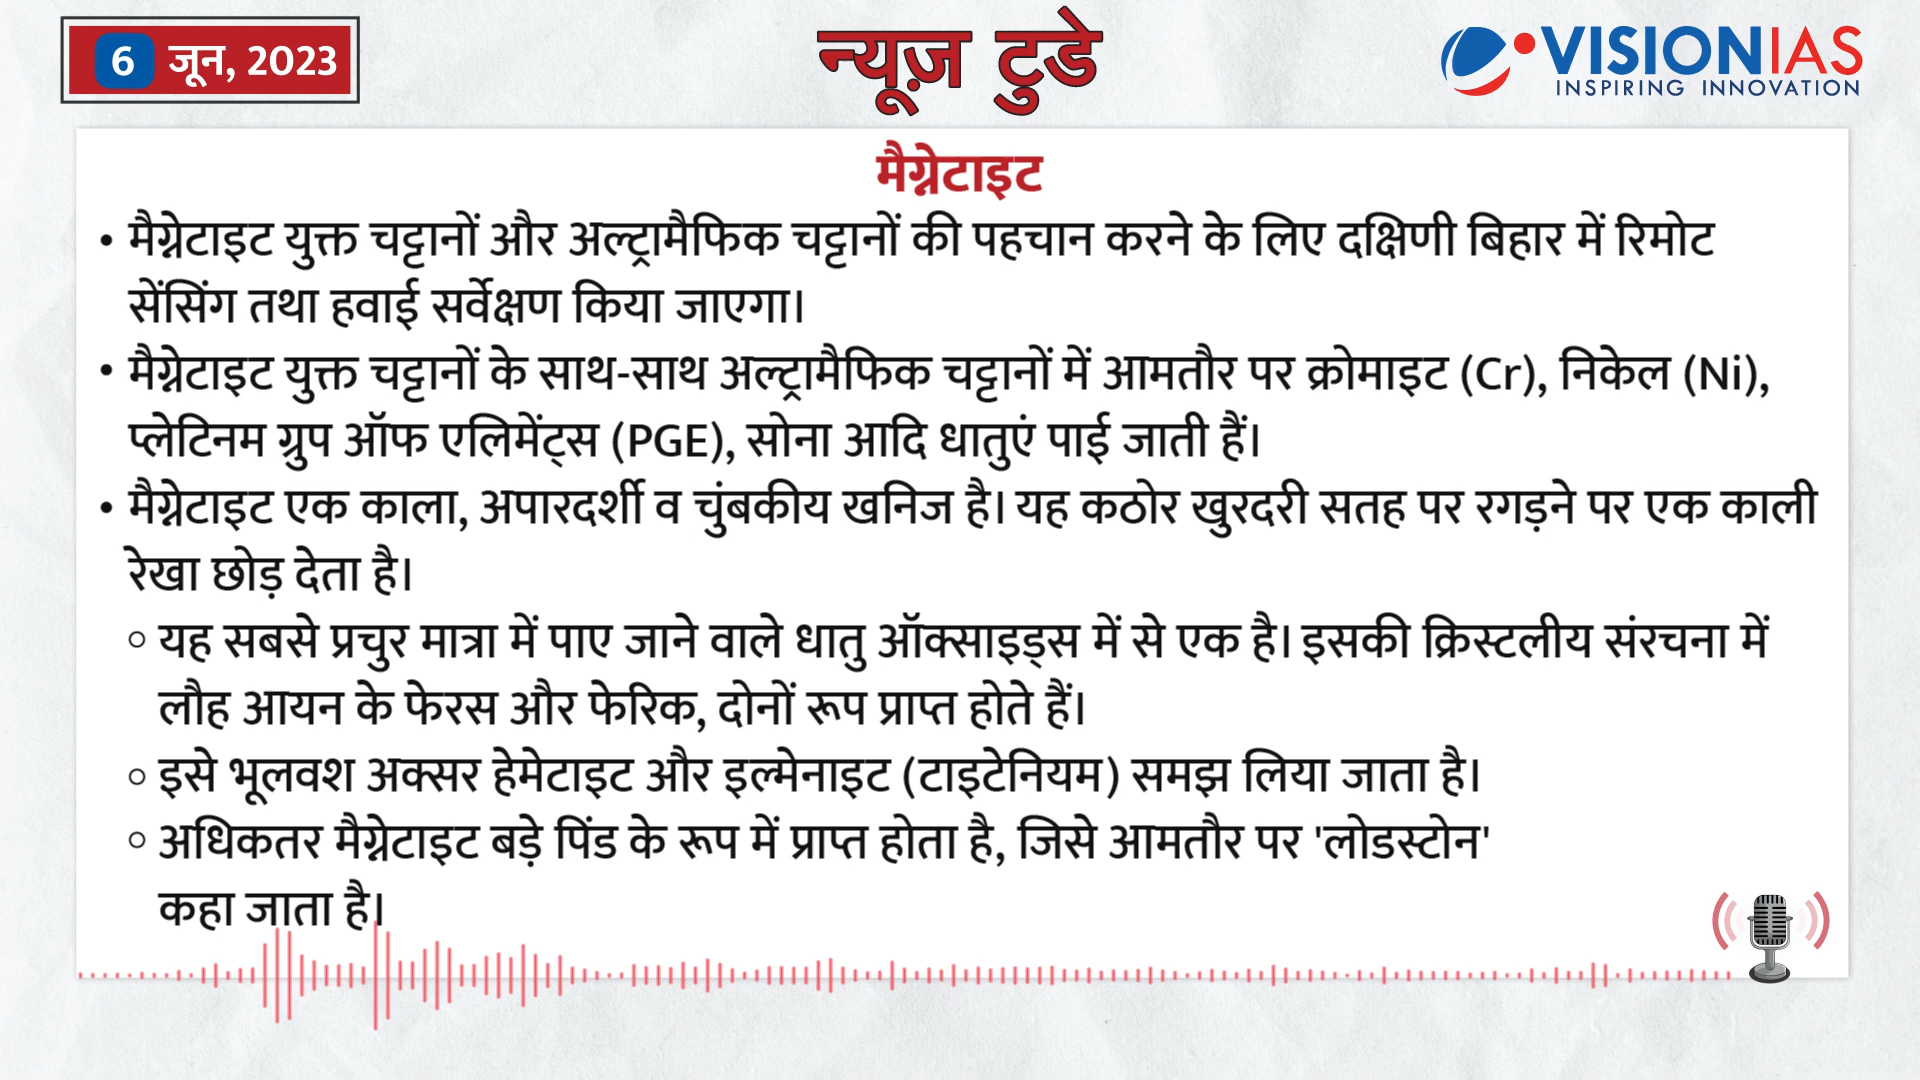 6 जून, 2023
न्यूज़ टुडे
VISIONIAS
INSPIRING INNOVATION
मैग्नेटाइट
• मैग्नेटाइट युक्त चट्टानों और अल्ट्रामैफिक चट्टानों की पहचान करने के लिए दक्षिणी बिहार में रिमोट
सेंसिंग तथा हवाई सर्वेक्षण किया जाएगा।
• मैग्नेटाइट युक्त चट्टानों के साथ-साथ अल्ट्रामैफिक चट्टानों में आमतौर पर क्रोमाइट (Cr), निकेल (Ni),
प्लेटिनम ग्रुप ऑफ एलिमेंट्स (PGE), सोना आदि धातुएं पाई जाती हैं।
• मैग्नेटाइट एक काला, अपारदर्शी व चुंबकीय खनिज है। यह कठोर खुरदरी सतह पर रगड़ने पर एक काली
रेखा छोड़ देता है।
○ यह सबसे प्रचुर मात्रा में पाए जाने वाले धातु ऑक्साइड्स में से एक है। इसकी क्रिस्टलीय संरचना में
लौह आयन के फेरस और फेरिक, दोनों रूप प्राप्त होते हैं।
○ इसे भूलवश अक्सर हेमेटाइट और इल्मेनाइट (टाइटेनियम) समझ लिया जाता है।
○ अधिकतर मैग्नेटाइट बड़े पिंड के रूप में प्राप्त होता है, जिसे आमतौर पर 'लोडस्टोन'
कहा जाता है।